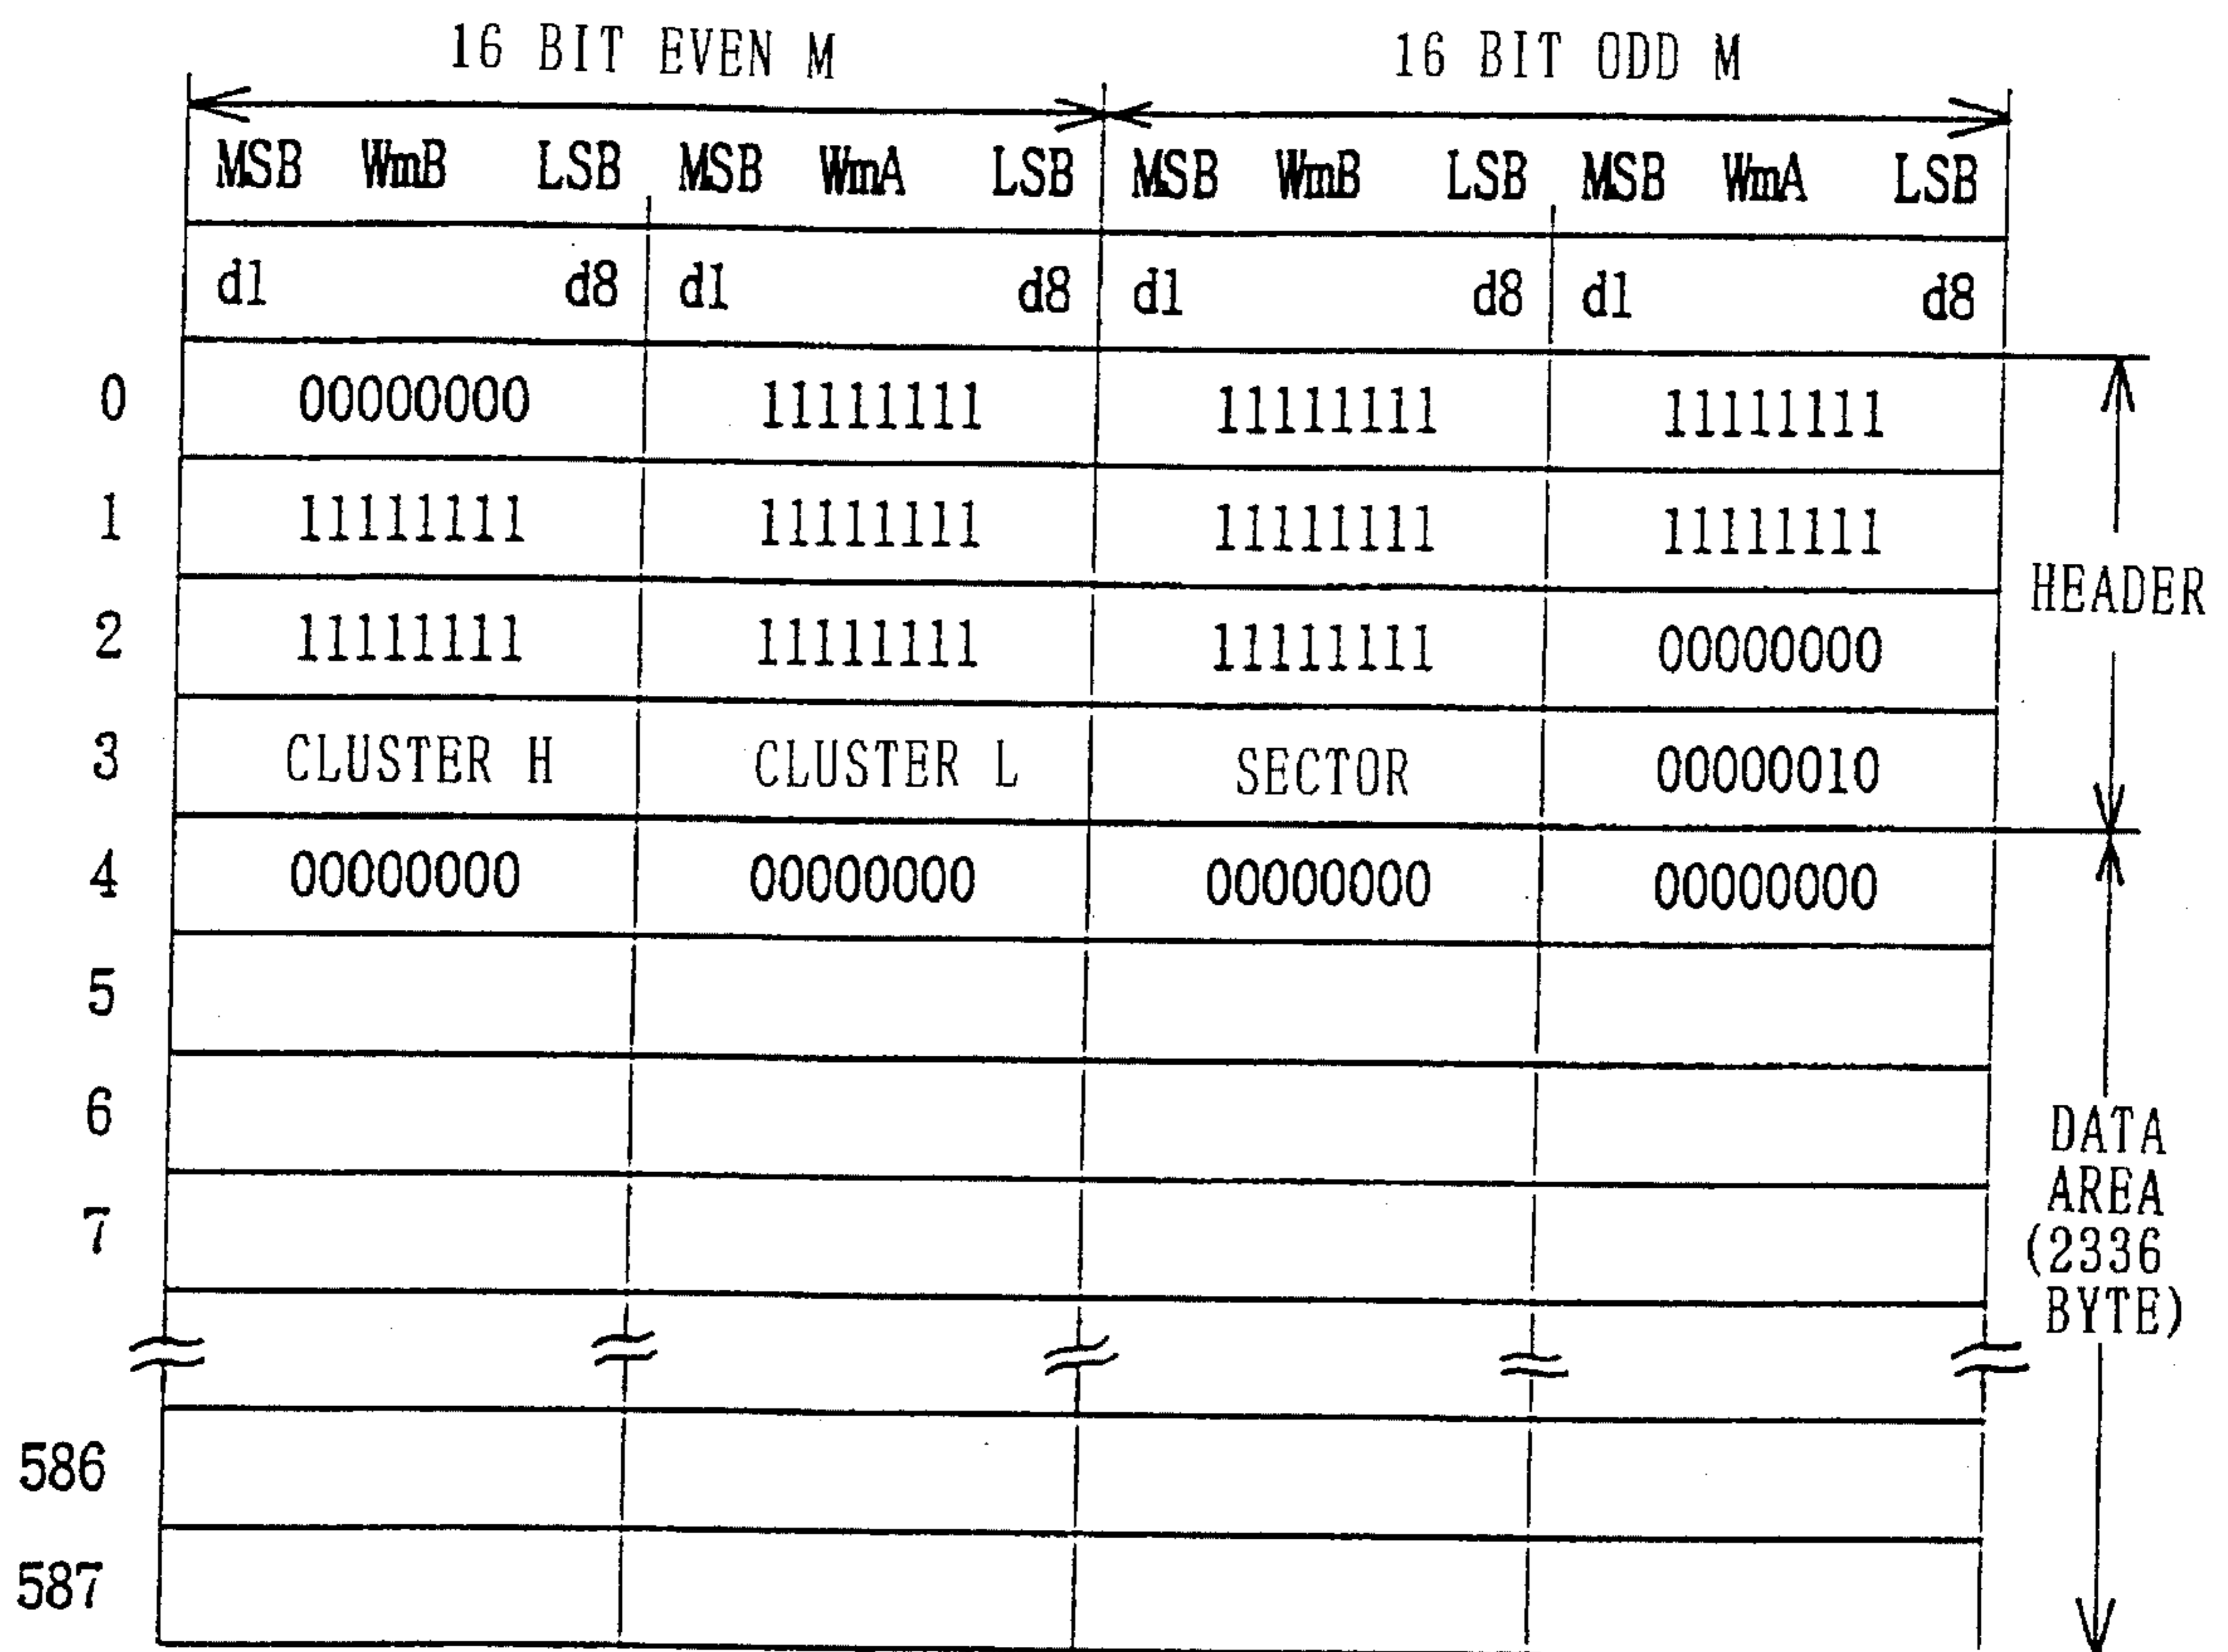 16 BIT EVEN M 16 BIT ODD M
MSB WmB LSB MSB WmA LSB MSB WmB LSB MSB WmA LSB
d1 d8 d1 d8 d1 d8 d1 d8
0 00000000 11111111 11111111 11111111
1 11111111 11111111 11111111 11111111
HEADER
2 11111111 11111111 11111111 00000000
3 CLUSTER H CLUSTER L SECTOR 00000010
4 00000000 00000000 00000000 00000000
5
6
DATA
AREA
7
(2336
BYTE)
586
587